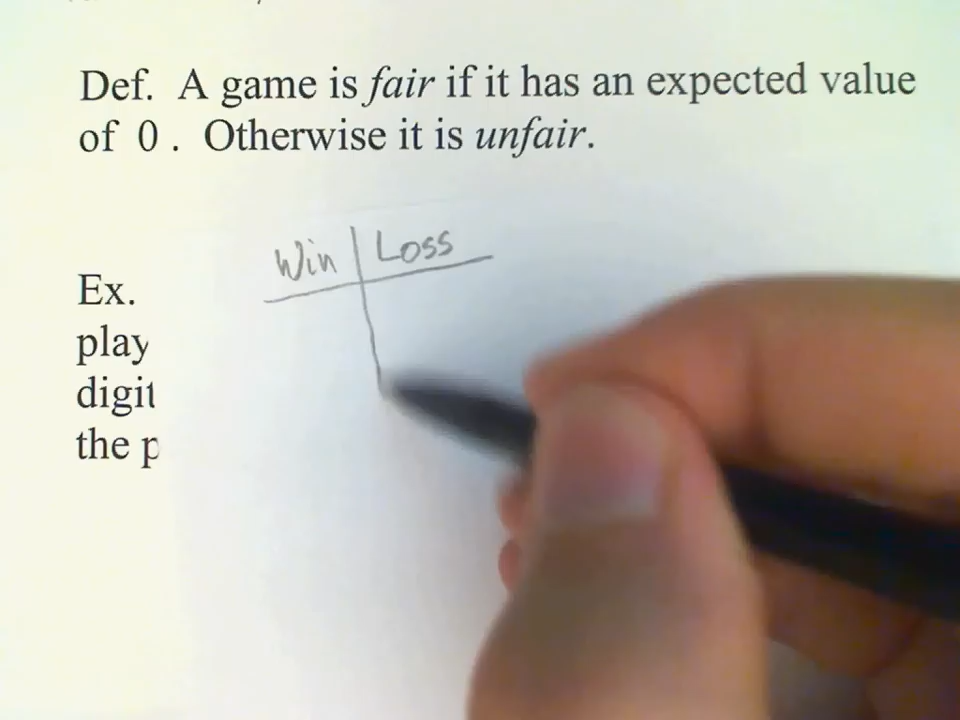 Def. A game is fair if it has an expected value
of 0 . Otherwise it is unfair.
Win Loss
Ex.
play
digit
the p